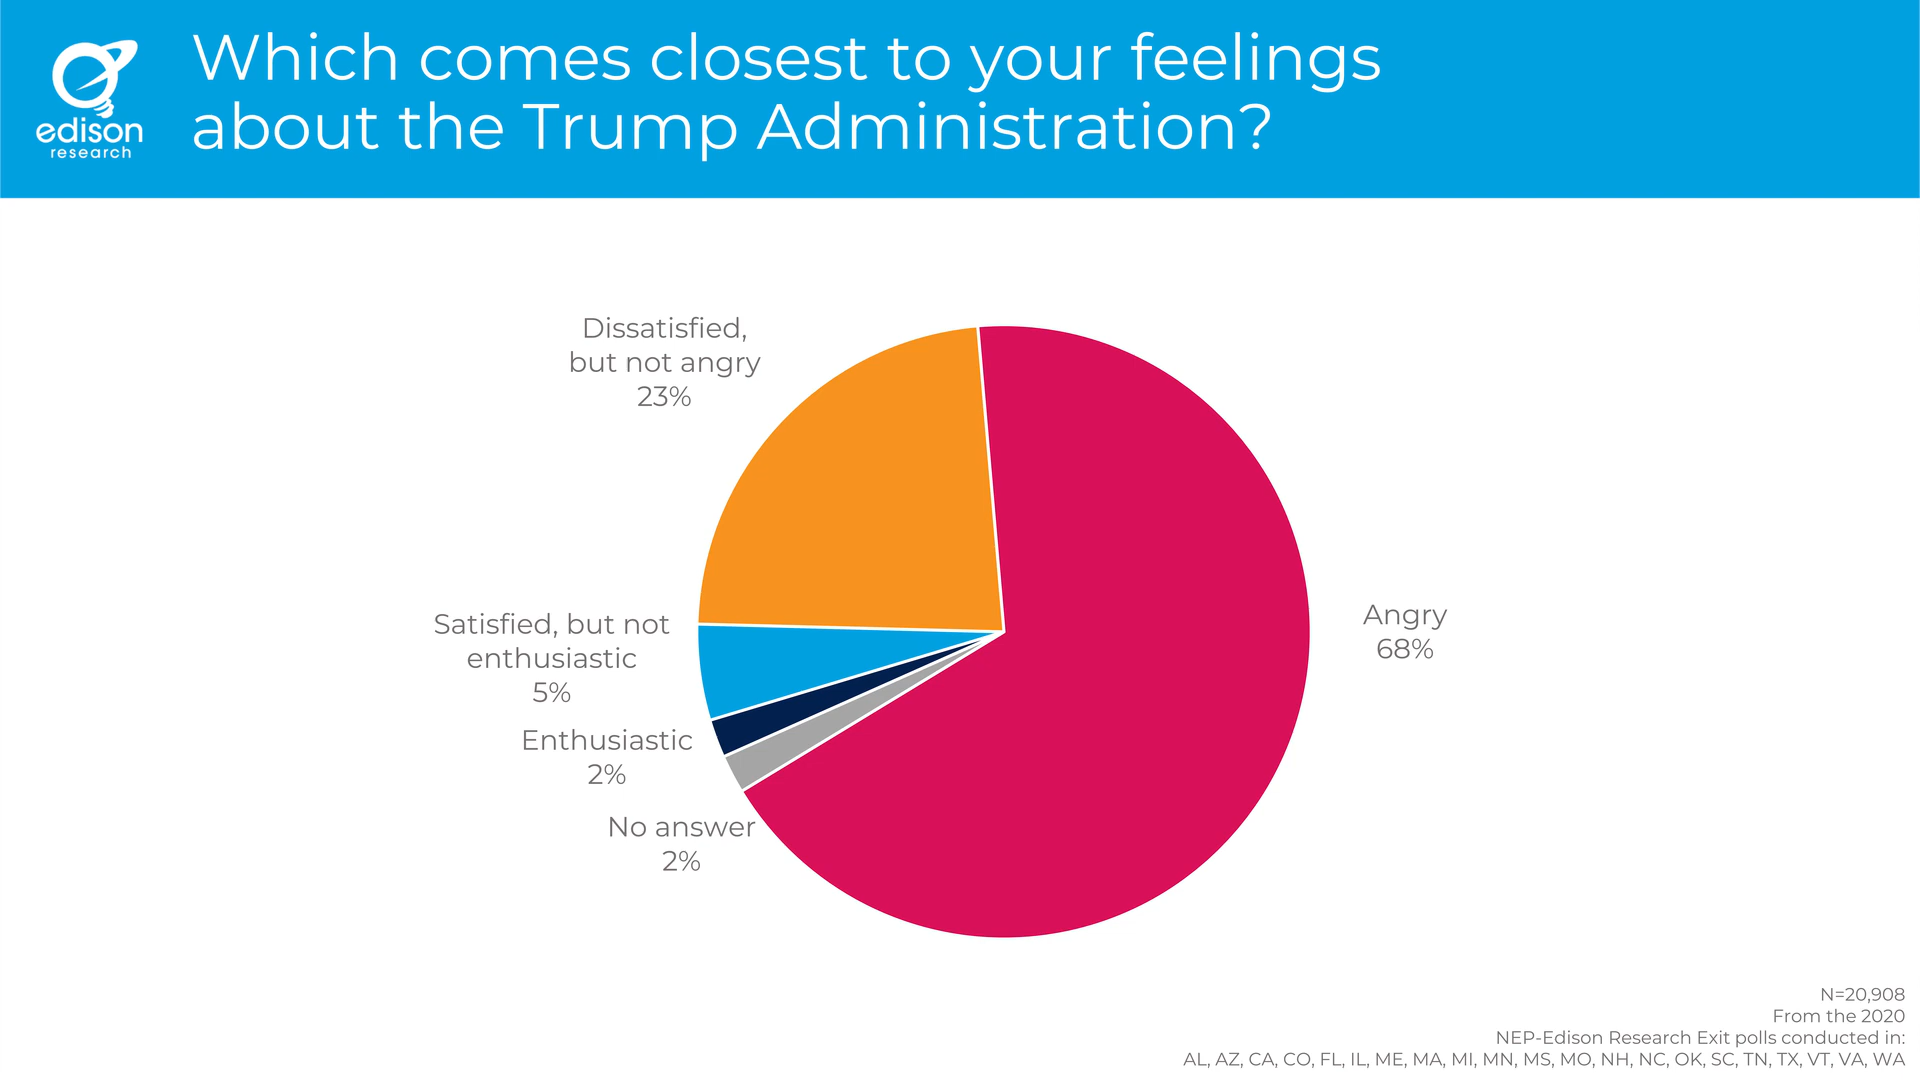 edison
research
Which comes closest to your feelings
about the Trump Administration?
Dissatisfied,
but not angry
23%
Satisfied, but not
enthusiastic
5%
Enthusiastic
2%
No answer
2%
Angry
68%
N=20,908
From the 2020
NEP-Edison Research Exit polls conducted in:
AL, AZ, CA, CO, FL, IL, ME, MA, MI, MN, MS, MO, NH, NC, OK, SC, TN, TX, VT, VA, WA